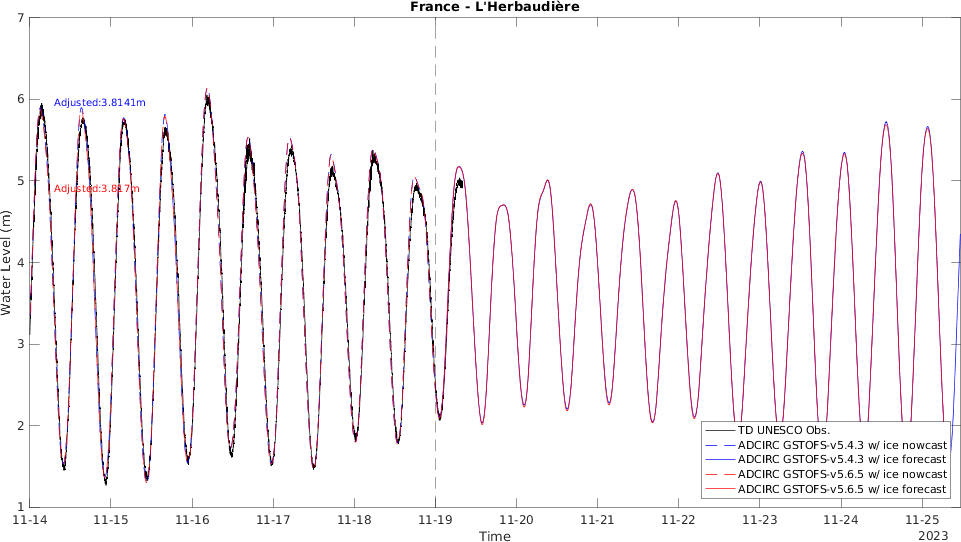 France - L'Herbaudière
7
6
5
4
3
2
1
Water Level (m)
Adjusted:3.8141m
Adjusted:3.817m
TD UNESCO Obs.
ADCIRC GSTOFS-v5.4.3 w/ ice nowcast
ADCIRC GSTOFS-v5.4.3 w/ ice forecast
ADCIRC GSTOFS-v5.6.5 w/ ice nowcast
ADCIRC GSTOFS-v5.6.5 w/ ice forecast
11-14 11-15 11-16 11-17 11-18 11-19 11-20 11-21 11-22 11-23 11-24 11-25
Time
2023